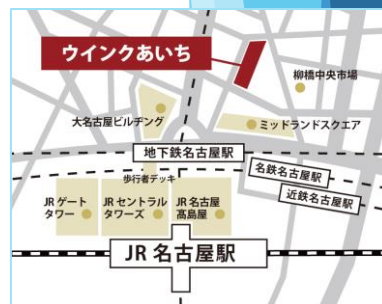 ウインクあいち
柳橋中央市場
大名古屋ビルヂング
ミッドランドスクエア
地下鉄名古屋駅
歩行者デッキ
名鉄名古屋駅
近鉄名古屋駅
JR ゲート
タワー
JR セントラル
タワーズ
JR 名古屋
髙島屋
JR 名古屋駅